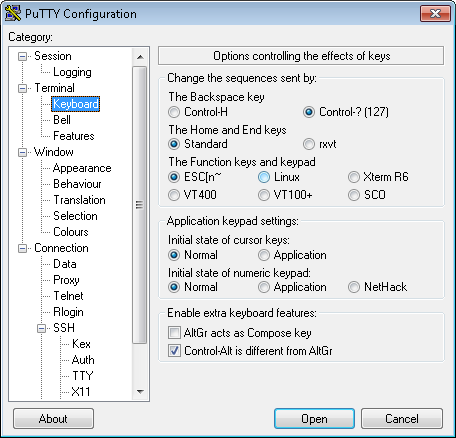 PuTTY Configuration
Category:
Session
Logging
Terminal
Keyboard
Bell
Features
Window
Appearance
Behaviour
Translation
Selection
Colours
Connection
Data
Proxy
Telnet
Rlogin
SSH
Kex
Auth
TTY
X11
Options controlling the effects of keys
Change the sequences sent by:
The Backspace key
Control-H Control-? (127)
The Home and End keys
Standard rxvt
The Function keys and keypad
ESC[n~ Linux Xterm R6
VT400 VT100+ SCO
Application keypad settings:
Initial state of cursor keys:
Normal Application
Initial state of numeric keypad:
Normal Application NetHack
Enable extra keyboard features:
AltGr acts as Compose key
Control-Alt is different from AltGr
About Open Cancel